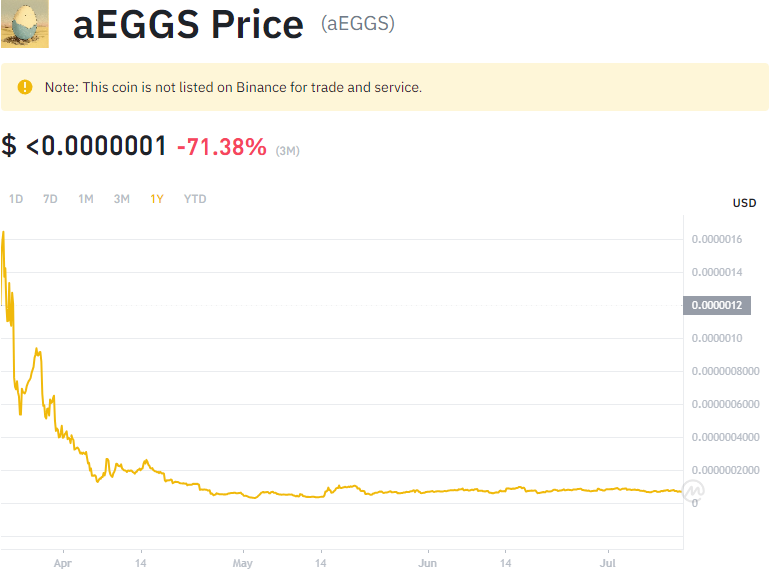 aEGGS Price (aEGGS)
Note: This coin is not listed on Binance for trade and service.
$ <0.0000001 -71.38% (3M)
1D 7D 1M 3M 1Y YTD
USD
0.0000016
0.0000014
0.0000012
0.0000010
0.0000008000
0.0000006000
0.0000004000
0.0000002000
0
Apr 14 May 14 Jun 14 Jul